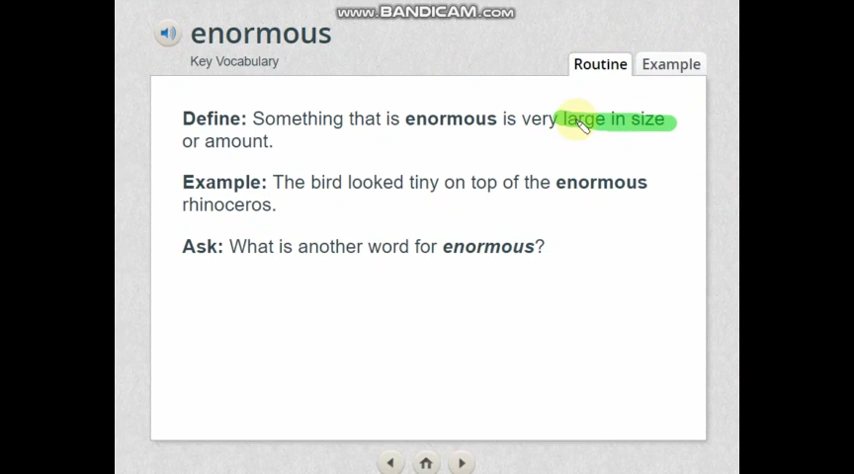 www.BANDICAM.com
enormous
Key Vocabulary
Routine Example
Define: Something that is enormous is very large in size
or amount.
Example: The bird looked tiny on top of the enormous
rhinoceros.
Ask: What is another word for enormous?